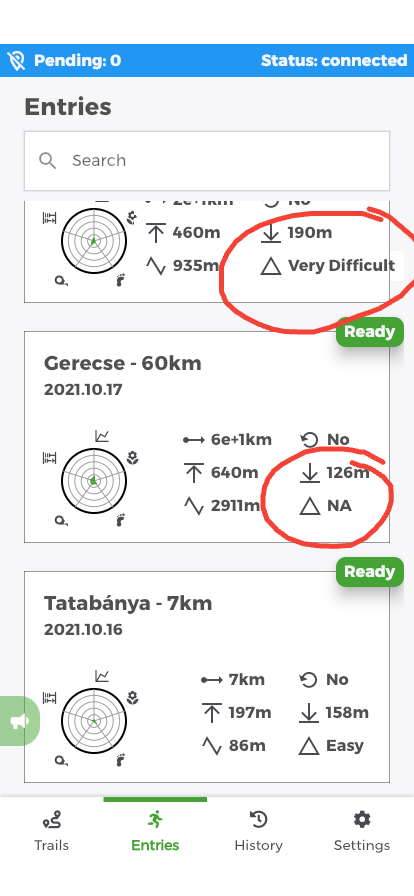 Pending: 0
Status: connected
Entries
Search
2e+1km
No
460m
190m
935m
Very Difficult
Ready
Gerecse - 60km
2021.10.17
6e+1km
No
640m
126m
2911m
NA
Ready
Tatabánya - 7km
2021.10.16
7km
No
197m
158m
86m
Easy
Trails
Entries
History
Settings